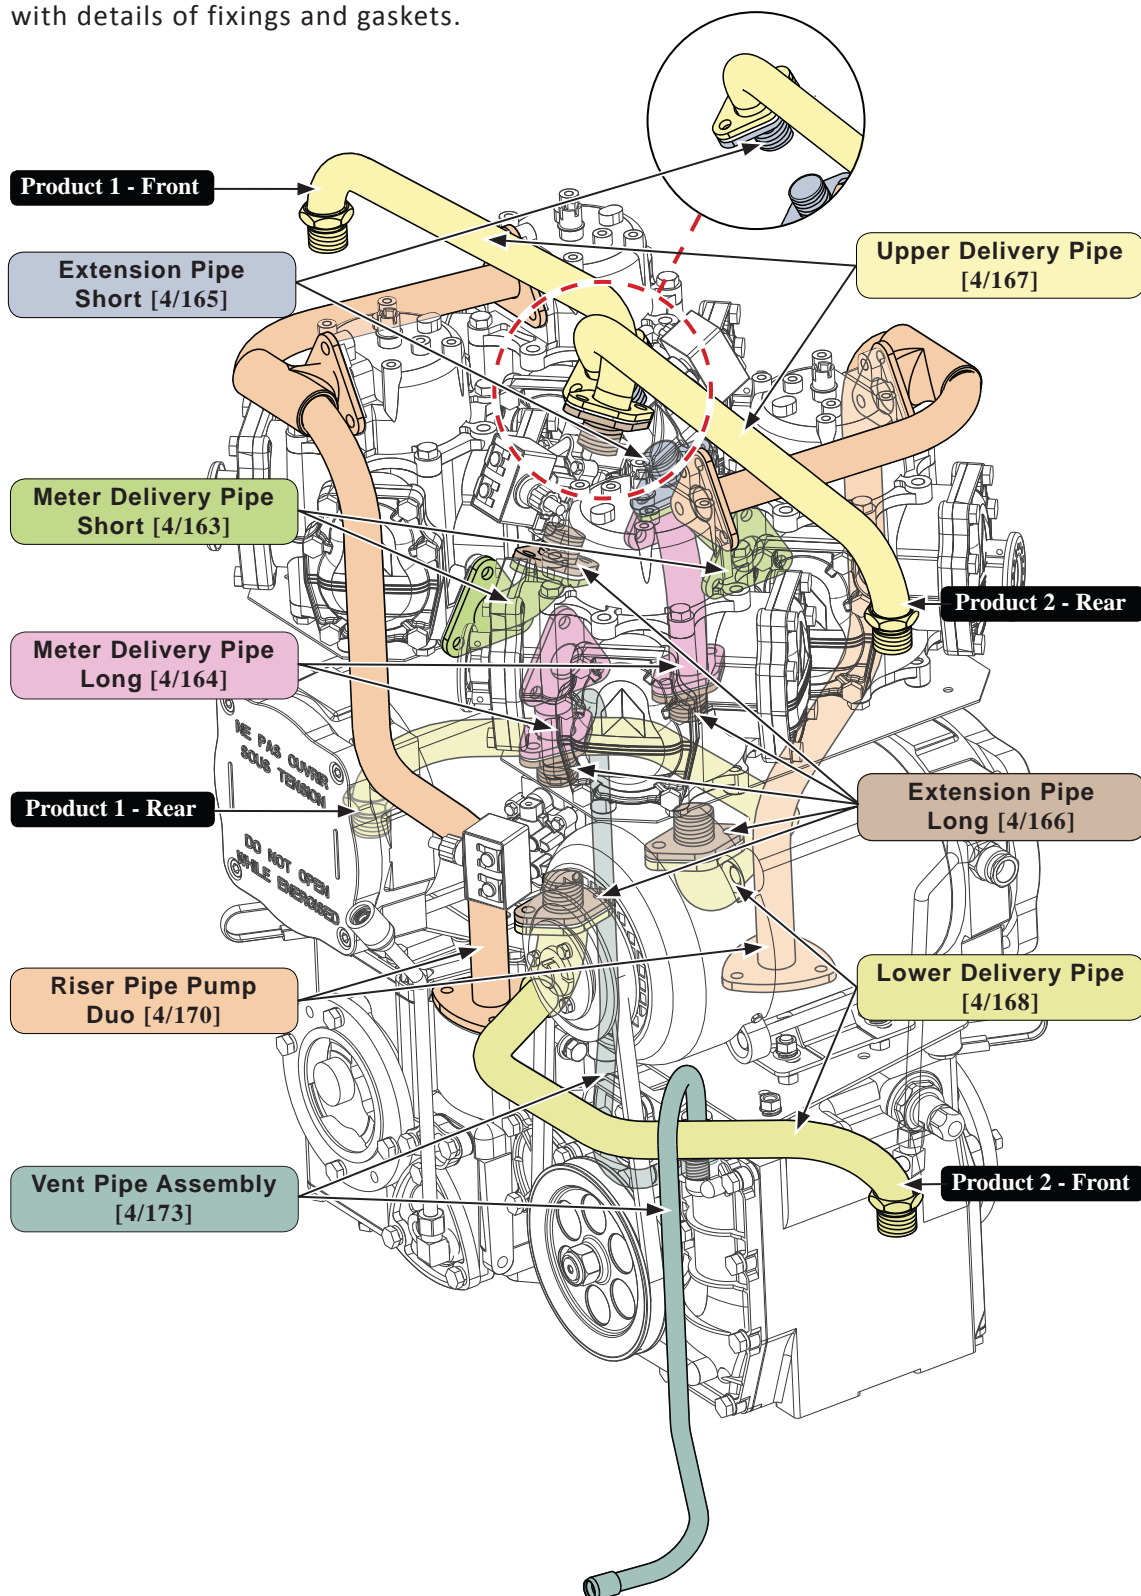 with details of fixings and gaskets.
Product 1 - Front
Extension Pipe
Short [4/165]
Upper Delivery Pipe
[4/167]
Meter Delivery Pipe
Short [4/163]
Product 2 - Rear
Meter Delivery Pipe
Long [4/164]
NE PAS OUVRIR
SOUS TENSION
Product 1 - Rear
Extension Pipe
Long [4/166]
DO NOT OPEN
WHILE ENERGISED
Riser Pipe Pump
Duo [4/170]
Lower Delivery Pipe
[4/168]
Vent Pipe Assembly
[4/173]
Product 2 - Front